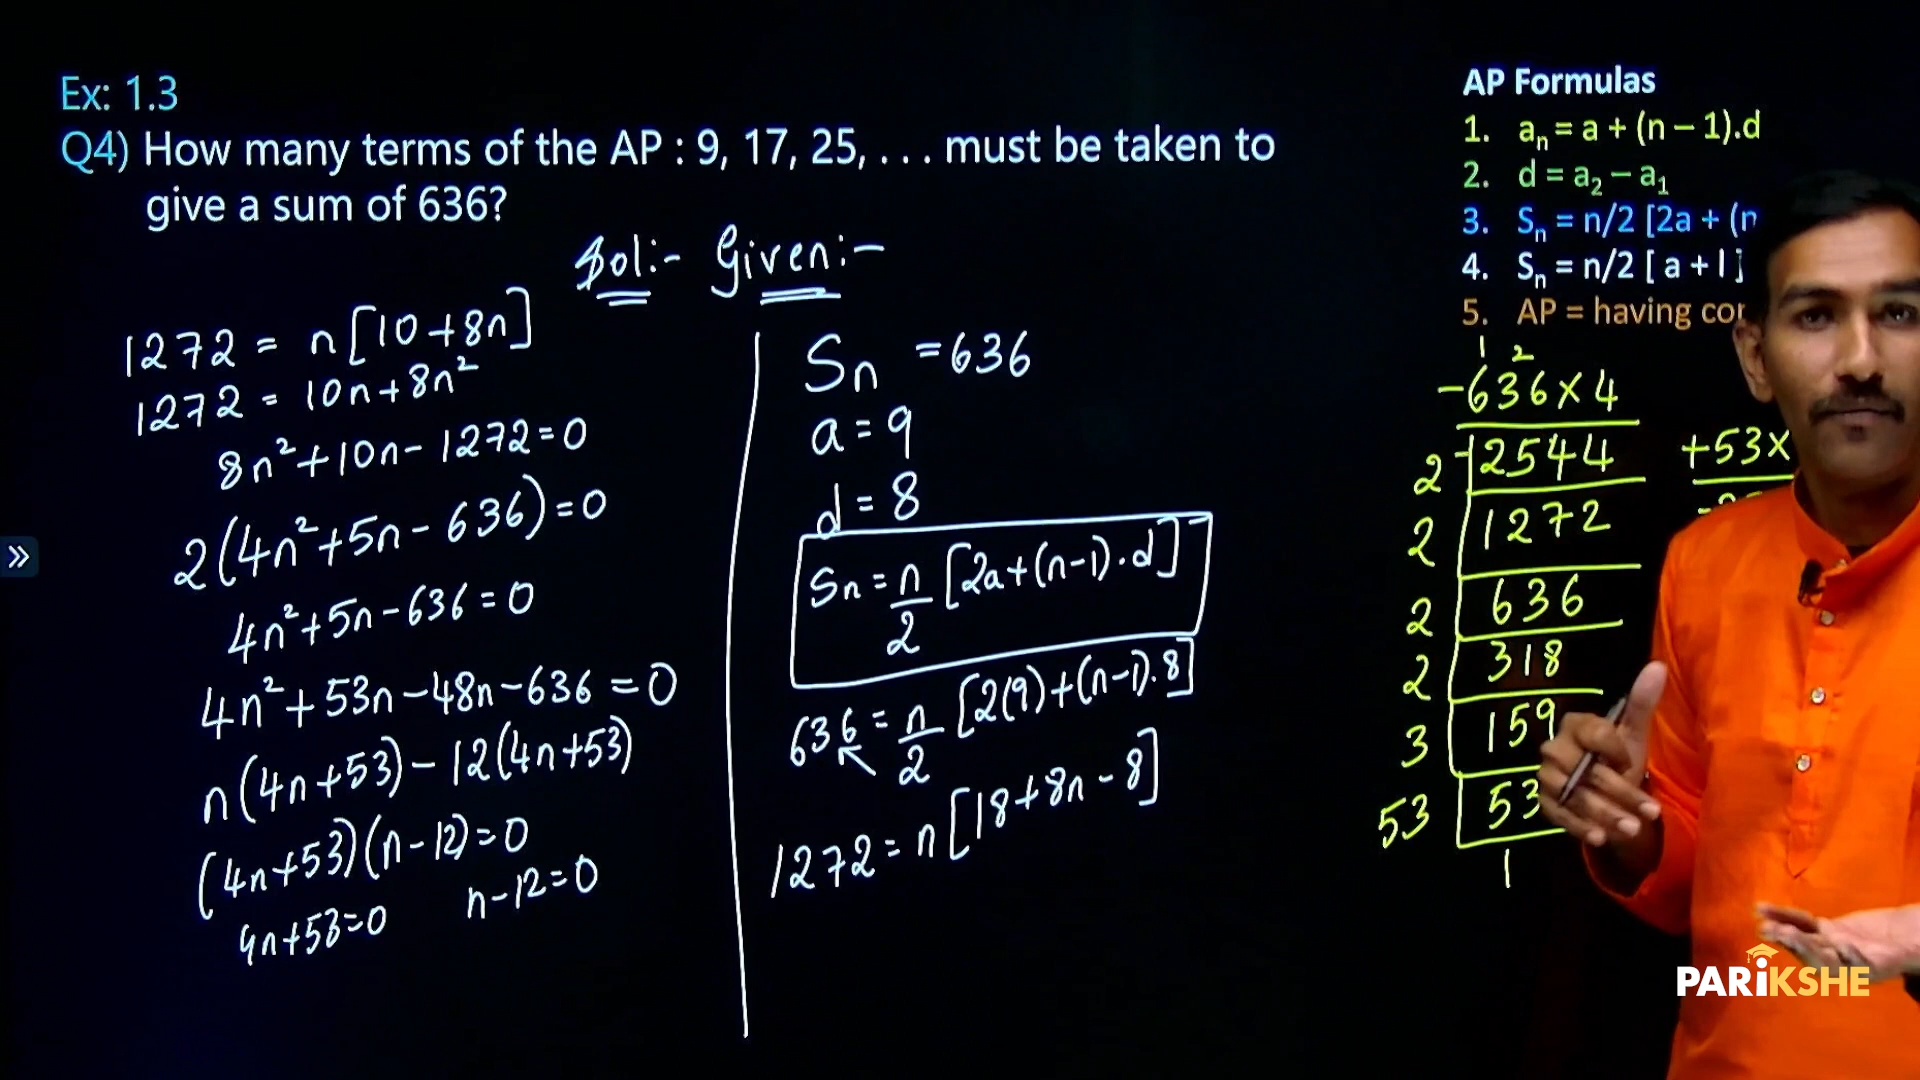 Ex: 1.3
Q4) How many terms of the AP : 9, 17, 25, . . . must be taken to
give a sum of 636?
Sol:- Given:-
1272 = n[10+8n]
1272 = 10n+8n²
8n²+10n-1272=0
2(4n²+5n-636)=0
4n²+5n-636=0
4n²+53n-48n-636=0
n(4n+53)-12(4n+53)
(4n+53)(n-12)=0
4n+53=0 n-12=0
Sn =636
a=9
d=8
Sn=n/2 [2a+(n-1)·d]
636=n/2 [2(9)+(n-1)·8]
1272=n[18+8n-8]
AP Formulas
1. aₙ = a + (n – 1).d
2. d = a₂ – a₁
3. Sₙ = n/2 [2a + (n
4. Sₙ = n/2 [ a + l ]
5. AP = having cor
1 2
-636×4
2 -2544 +53×
2 1272
2 636
2 318
3 159
53 53
1
PARiKSHE